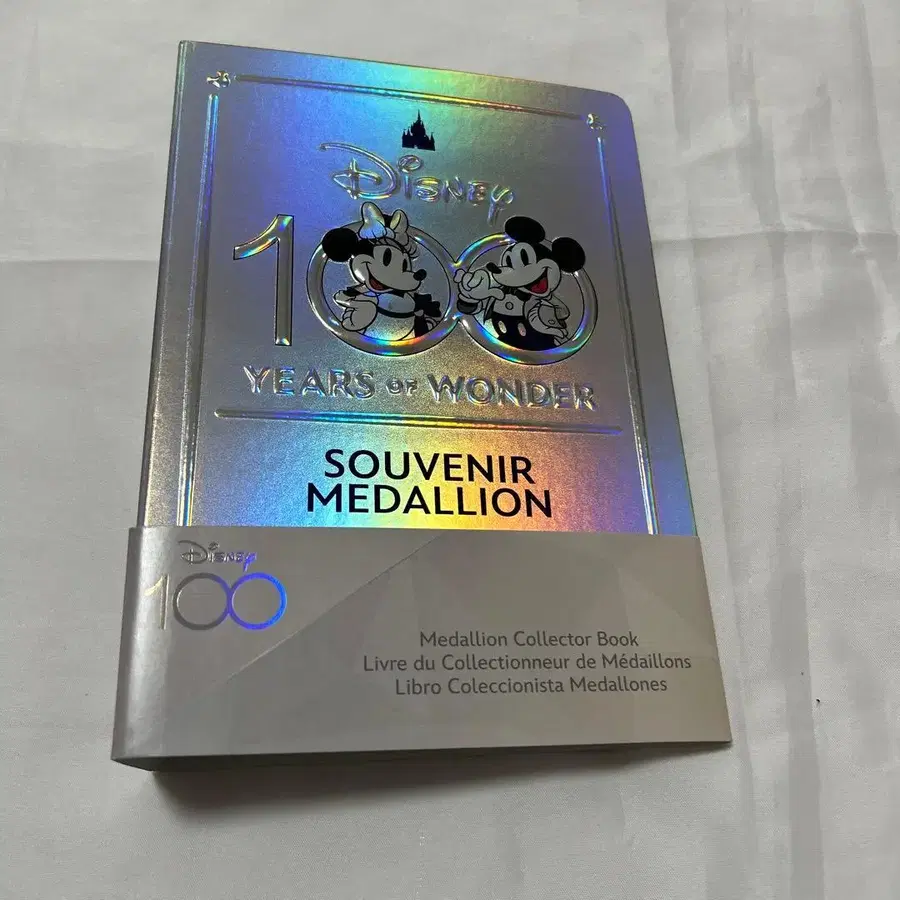 Disney
100
YEARS OF WONDER
SOUVENIR
MEDALLION
Disney
100
Medallion Collector Book
Livre du Collectionneur de Médaillons
Libro Coleccionista Medallones